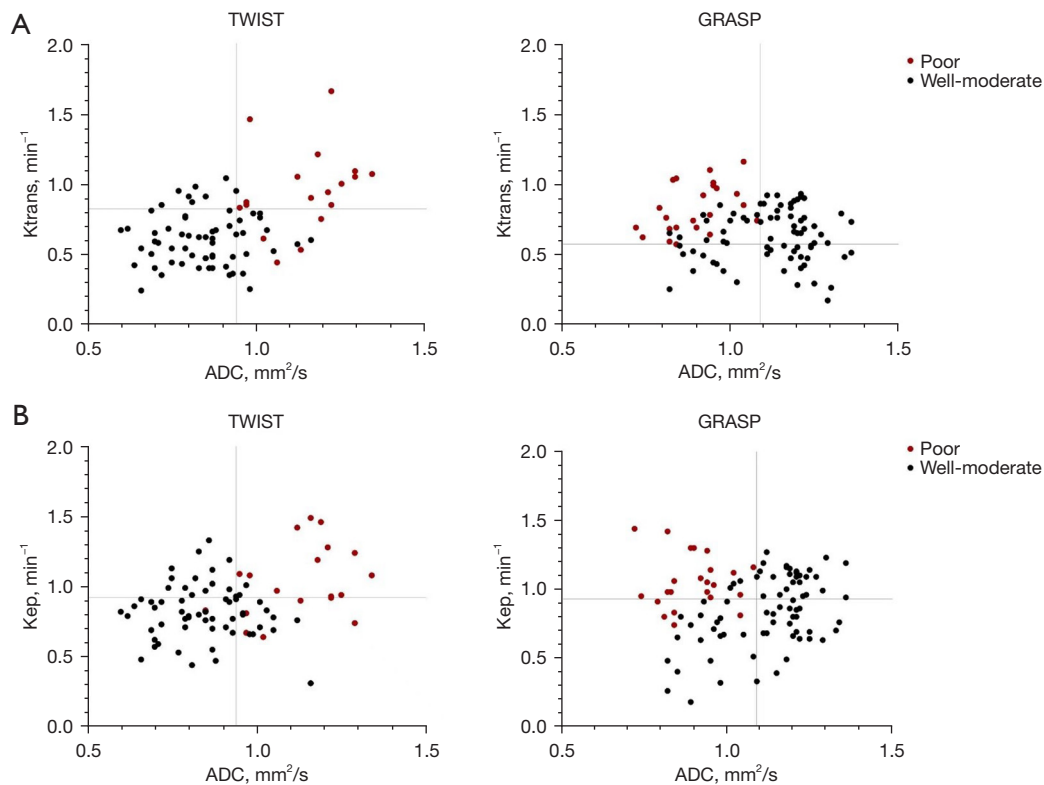 A
TWIST
GRASP
Poor
Well-moderate
2.0
1.5
1.0
0.5
0.0
Ktrans, min⁻¹
0.5 1.0 1.5
ADC, mm²/s
2.0
1.5
1.0
0.5
0.0
Ktrans, min⁻¹
0.5 1.0 1.5
ADC, mm²/s
B
TWIST
GRASP
Poor
Well-moderate
2.0
1.5
1.0
0.5
0.0
Kep, min⁻¹
0.5 1.0 1.5
ADC, mm²/s
2.0
1.5
1.0
0.5
0.0
Kep, min⁻¹
0.5 1.0 1.5
ADC, mm²/s